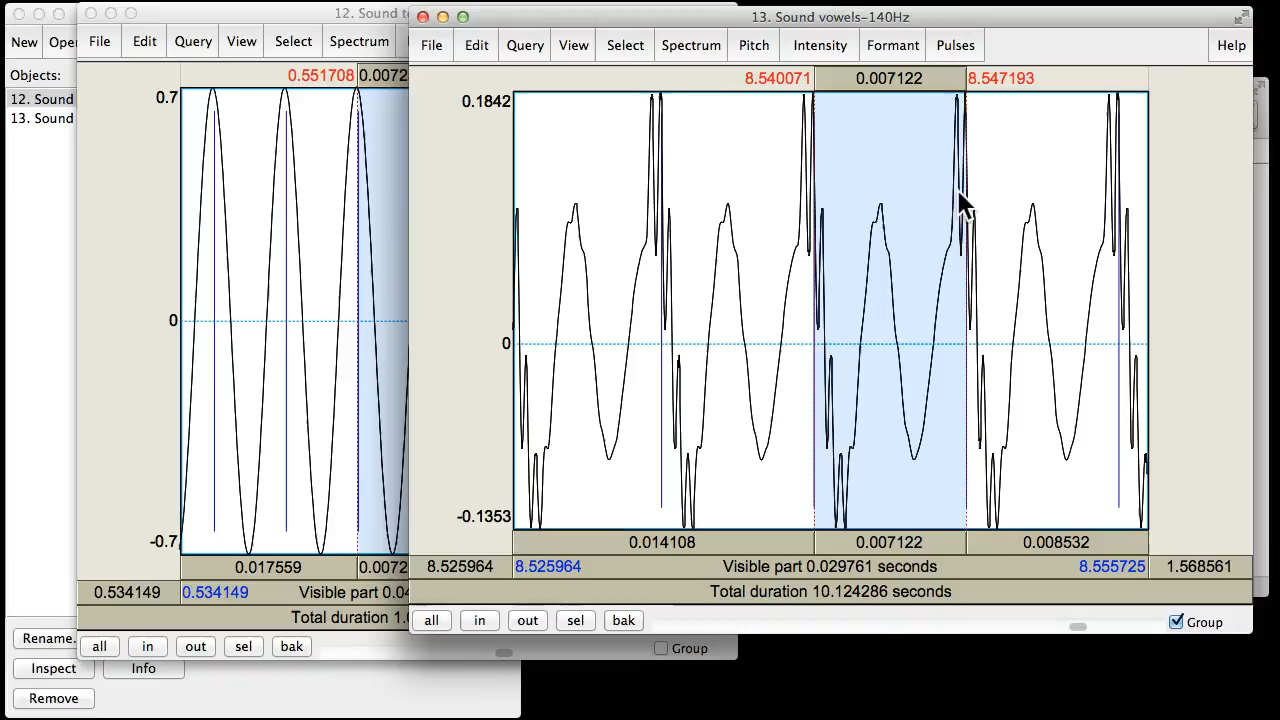 12. Sound t
13. Sound vowels-140Hz
New Open
File Edit Query View Select Spectrum
File Edit Query View Select Spectrum Pitch Intensity Formant Pulses Help
Objects:
12. Sound
13. Sound
0.551708 0.0072
8.540071 0.007122 8.547193
0.7
0
-0.7
0.1842
0
-0.1353
0.014108 0.007122 0.008532
0.017559 0.0072
8.525964 8.525964 Visible part 0.029761 seconds 8.555725 1.568561
0.534149 0.534149 Visible part 0.04
Total duration 10.124286 seconds
Total duration 1.
all in out sel bak Group
all in out sel bak Group
Rename.
Inspect Info
Remove